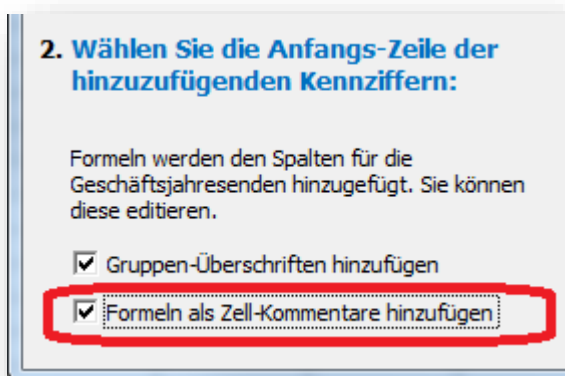 2. Wählen Sie die Anfangs-Zeile der
hinzuzufügenden Kennziffern:
Formeln werden den Spalten für die
Geschäftsjahresenden hinzugefügt. Sie können
diese editieren.
Gruppen-Überschriften hinzufügen
Formeln als Zell-Kommentare hinzufügen